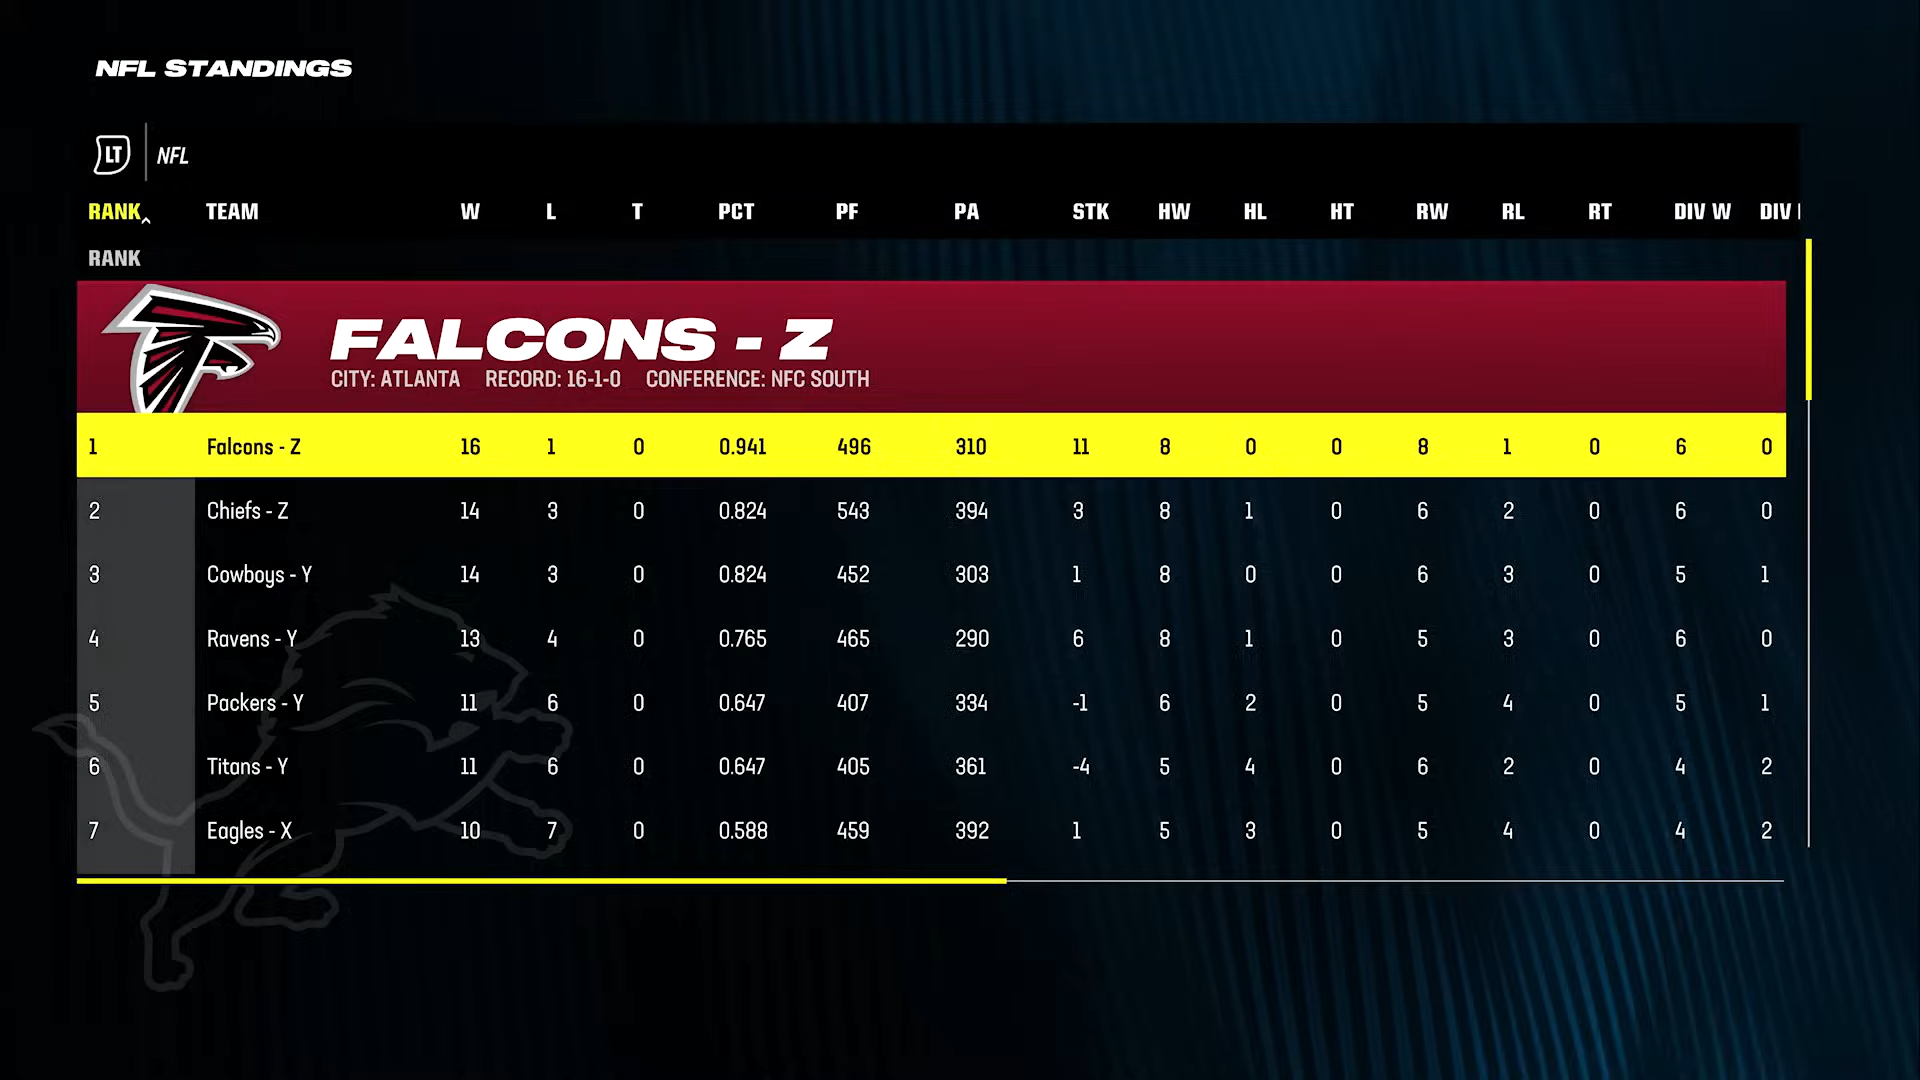 NFL STANDINGS
LT NFL
RANK TEAM W L T PCT PF PA STK HW HL HT RW RL RT DIV W DIV
RANK
FALCONS - Z
CITY: ATLANTA RECORD: 16-1-0 CONFERENCE: NFC SOUTH
1 Falcons - Z 16 1 0 0.941 496 310 11 8 0 0 8 1 0 6 0
2 Chiefs - Z 14 3 0 0.824 543 394 3 8 1 0 6 2 0 6 0
3 Cowboys - Y 14 3 0 0.824 452 303 1 8 0 0 6 3 0 5 1
4 Ravens - Y 13 4 0 0.765 465 290 6 8 1 0 5 3 0 6 0
5 Packers - Y 11 6 0 0.647 407 334 -1 6 2 0 5 4 0 5 1
6 Titans - Y 11 6 0 0.647 405 361 -4 5 4 0 6 2 0 4 2
7 Eagles - X 10 7 0 0.588 459 392 1 5 3 0 5 4 0 4 2